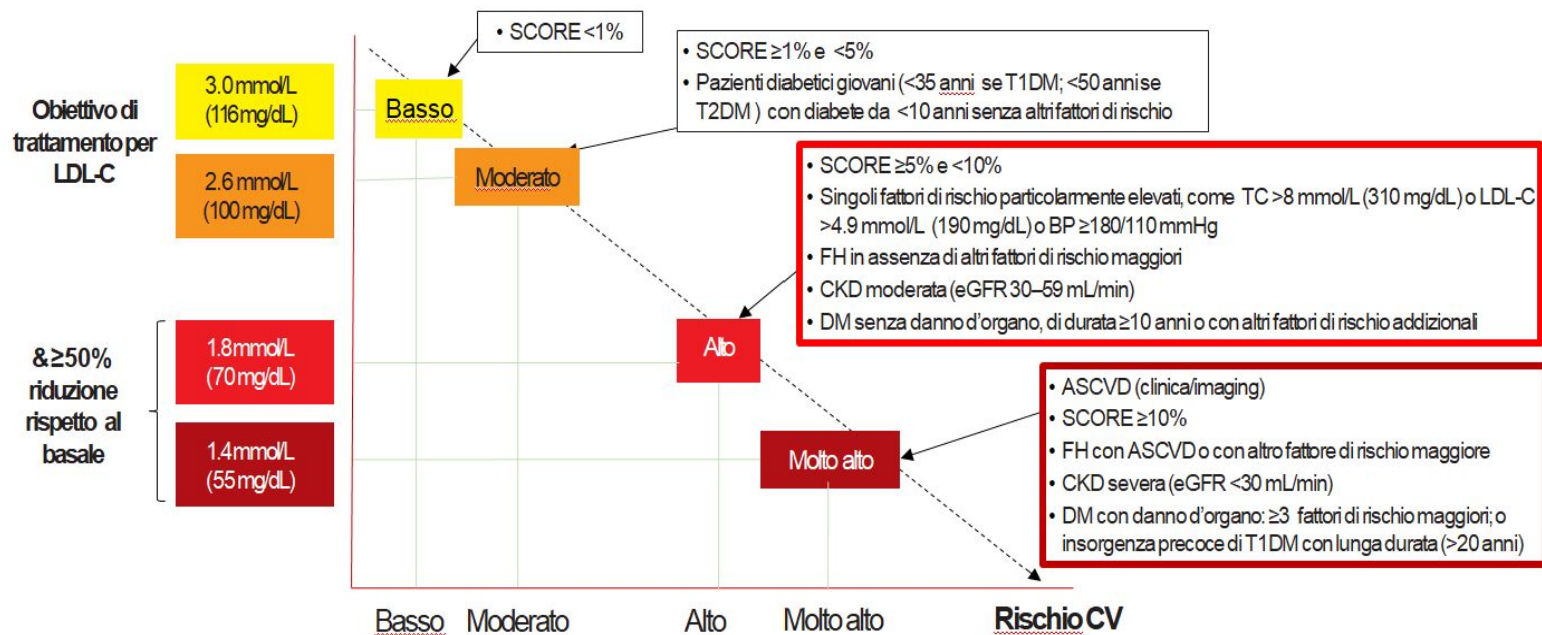 • SCORE <1%
• SCORE ≥1% e <5%
• Pazienti diabetici giovani (<35 anni se T1DM; <50 anni se
T2DM ) con diabete da <10 anni senza altri fattori di rischio
Obiettivo di
trattamento per
LDL-C
3.0 mmol/L
(116 mg/dL)
Basso
2.6 mmol/L
(100 mg/dL)
Moderato
• SCORE ≥5% e <10%
• Singoli fattori di rischio particolarmente elevati, come TC >8 mmol/L (310 mg/dL) o LDL-C
>4.9 mmol/L (190 mg/dL) o BP ≥180/110 mmHg
• FH in assenza di altri fattori di rischio maggiori
• CKD moderata (eGFR 30–59 mL/min)
• DM senza danno d'organo, di durata ≥10 anni o con altri fattori di rischio addizionali
& ≥50%
riduzione
rispetto al
basale
1.8 mmol/L
(70 mg/dL)
Alto
1.4 mmol/L
(55 mg/dL)
Molto alto
• ASCVD (clinica/imaging)
• SCORE ≥10%
• FH con ASCVD o con altro fattore di rischio maggiore
• CKD severa (eGFR <30 mL/min)
• DM con danno d'organo: ≥3 fattori di rischio maggiori; o
insorgenza precoce di T1DM con lunga durata (>20 anni)
Basso Moderato Alto Molto alto Rischio CV